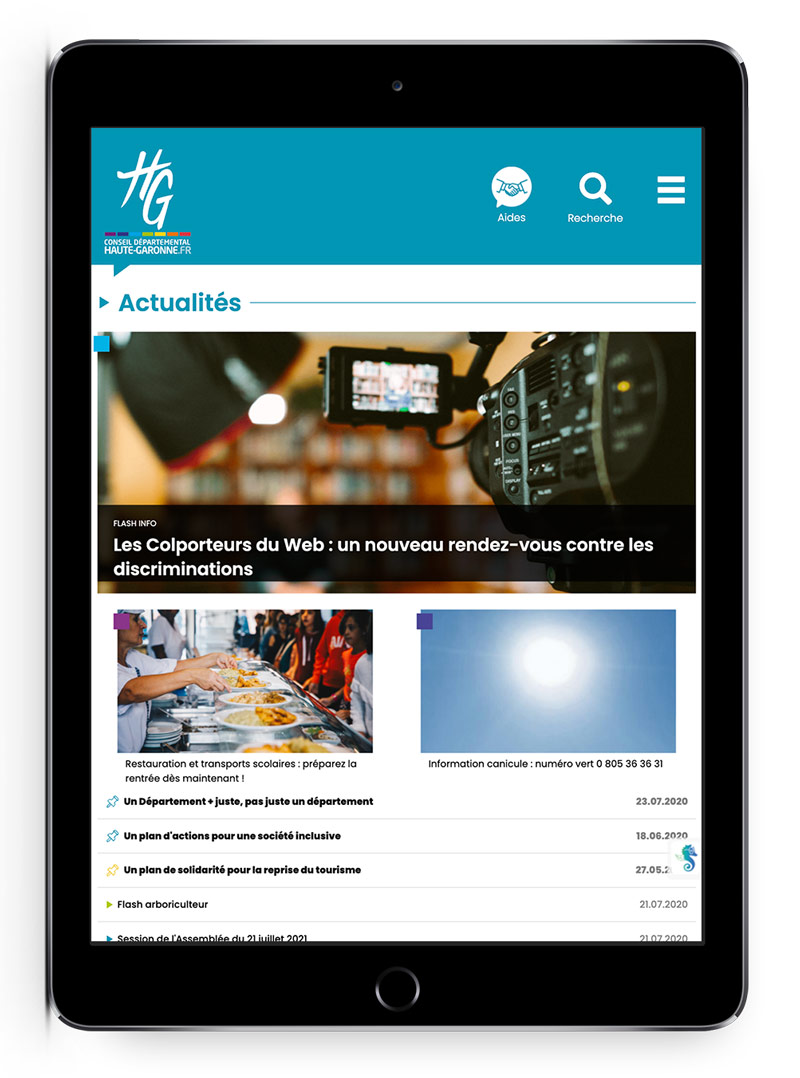 HG
CONSEIL DÉPARTEMENTAL
HAUTE-GARONNE.FR
Aides
Recherche
Actualités
FLASH INFO
Les Colporteurs du Web : un nouveau rendez-vous contre les
discriminations
Restauration et transports scolaires : préparez la
rentrée dès maintenant !
Information canicule : numéro vert 0 805 36 36 31
Un Département + juste, pas juste un département
23.07.2020
Un plan d'actions pour une société inclusive
18.06.2020
Un plan de solidarité pour la reprise du tourisme
27.05.2
Flash arboriculteur
21.07.2020
Session de l'Assemblée du 21 juillet 2021
21.07.2020